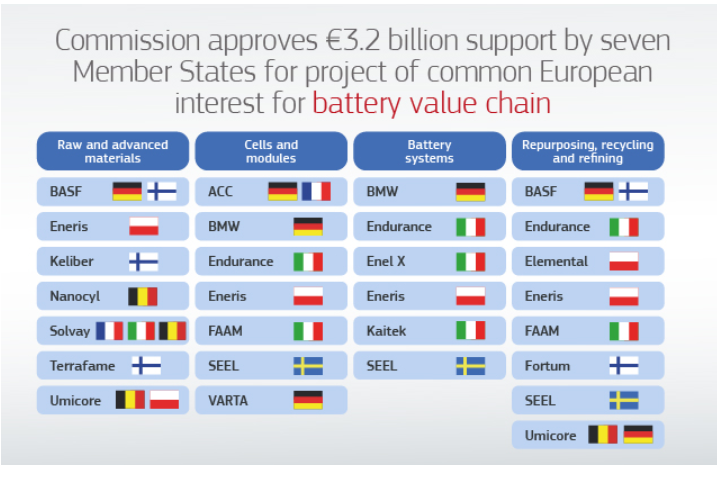 Commission approves €3.2 billion support by seven
Member States for project of common European
interest for battery value chain
Raw and advanced
materials
BASF
Eneris
Keliber
Nanocyl
Solvay
Terrafame
Umicore
Cells and
modules
ACC
BMW
Endurance
Eneris
FAAM
SEEL
VARTA
Battery
systems
BMW
Endurance
Enel X
Eneris
Kaitek
SEEL
Repurposing, recycling
and refining
BASF
Endurance
Elemental
Eneris
FAAM
Fortum
SEEL
Umicore